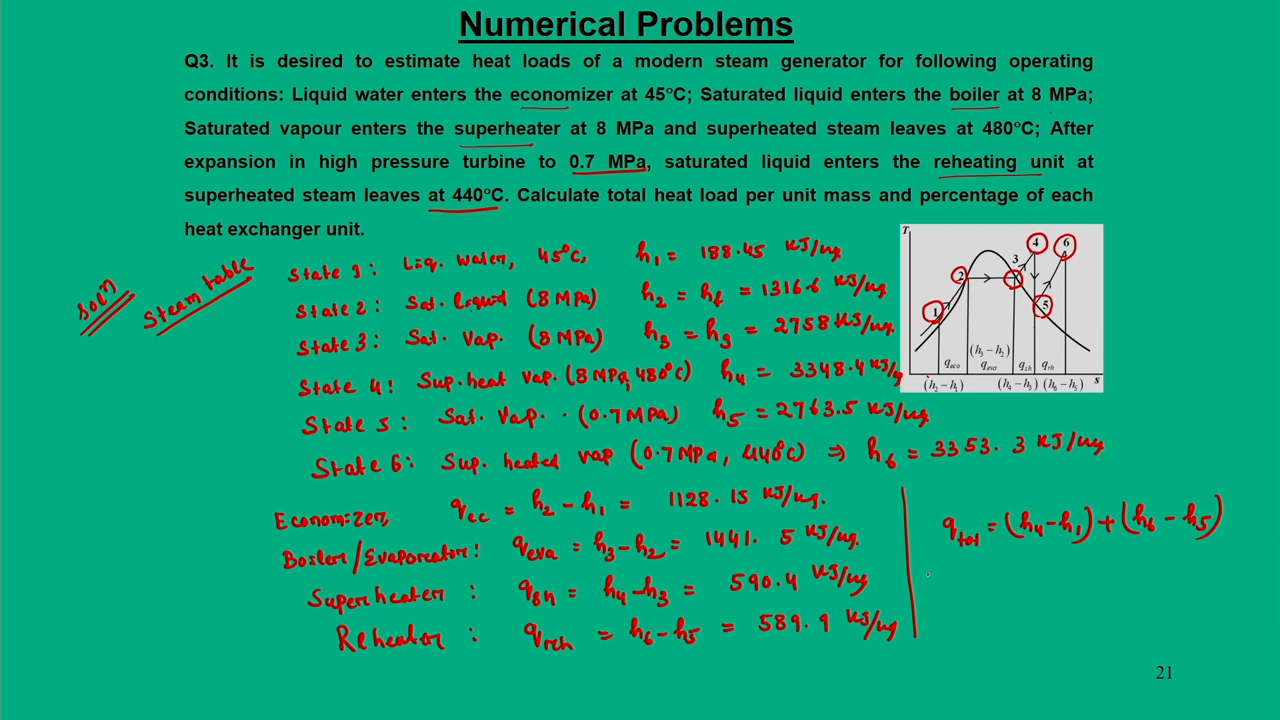 Numerical Problems
Q3. It is desired to estimate heat loads of a modern steam generator for following operating
conditions: Liquid water enters the economizer at 45°C; Saturated liquid enters the boiler at 8 MPa;
Saturated vapour enters the superheater at 8 MPa and superheated steam leaves at 480°C; After
expansion in high pressure turbine to 0.7 MPa, saturated liquid enters the reheating unit at
superheated steam leaves at 440°C. Calculate total heat load per unit mass and percentage of each
heat exchanger unit.
Soln
Steam table
State 1 : Liq. water, 45°C, h₁ = 188.45 KJ/kg
State 2 : Sat. liquid (8 MPa) h₂ = hf = 1316.6 KJ/kg
State 3 : Sat. Vap. (8 MPa) h₃ = hg = 2758 KJ/kg
State 4 : Sup. heat vap. (8 MPa, 480°C) h₄ = 3348.4 KJ/kg
State 5 : Sat. Vap. (0.7 MPa) h₅ = 2763.5 KJ/kg
State 6 : Sup. heated vap (0.7 MPa, 440°C) ⇒ h₆ = 3353.3 KJ/kg
T
1
2
3
4
5
6
(h₃ – h₂)
q_eco q_eva q_sh q_rh
s
(h₂ – h₁) (h₄ – h₃) (h₆ – h₅)
Economizer, q_ec = h₂ – h₁ = 1128.15 KJ/kg.
Boiler/Evaporator : q_eva = h₃ – h₂ = 1441.5 KJ/kg.
Superheater : q_sh = h₄ – h₃ = 590.4 KJ/kg
Reheator : q_reh = h₆ – h₅ = 589.9 KJ/kg
q_tot = (h₄ – h₁) + (h₆ – h₅)
21